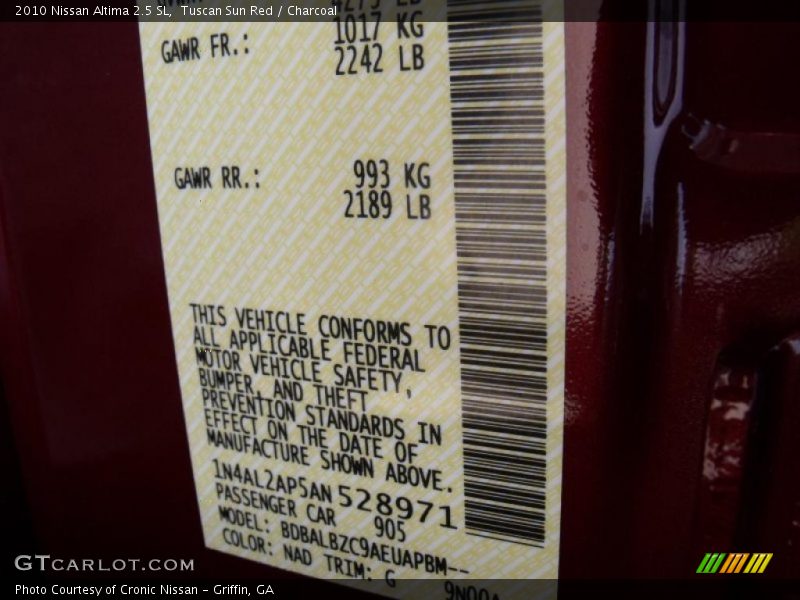 2010 Nissan Altima 2.5 SL, Tuscan Sun Red / Charcoal
1017 KG
GAWR FR.: 2242 LB
GAWR RR.: 993 KG
2189 LB
THIS VEHICLE CONFORMS TO
ALL APPLICABLE FEDERAL
MOTOR VEHICLE SAFETY,
BUMPER, AND THEFT
PREVENTION STANDARDS IN
EFFECT ON THE DATE OF
MANUFACTURE SHOWN ABOVE.
1N4AL2AP5AN528971
PASSENGER CAR 905
MODEL: BDBALBZC9AEUAPBM--
COLOR: NAD TRIM: G
GTCARLOT.COM
Photo Courtesy of Cronic Nissan - Griffin, GA